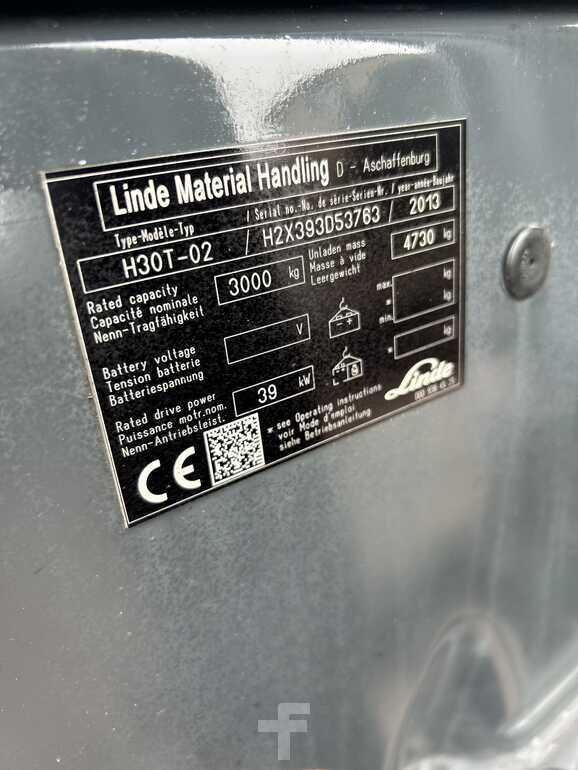 Linde Material Handling D - Aschaffenburg
Type-Modèle-Typ / Serial no.-No. de série-Serien-Nr. / year-année-Baujahr
H30T-02 / H2X393D53763 / 2013
Rated capacity
Capacité nominale
Nenn-Tragfähigkeit
3000 kg
Unladen mass
Masse à vide
Leergewicht
4730 kg
Battery voltage
Tension batterie
Batteriespannung
V
- +
max. kg
*
min. kg
Rated drive power
Puissance motr.nom.
Nenn-Antriebsleist.
39 kW
L
* kg
* see Operating instructions
voir Mode d'emploi
siehe Betriebsanleitung
Linde
CE